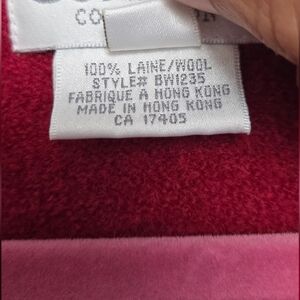 100% LAINE/WOOL
STYLE# BW1235
FABRIQUE A HONG KONG
MADE IN HONG KONG
CA 17405